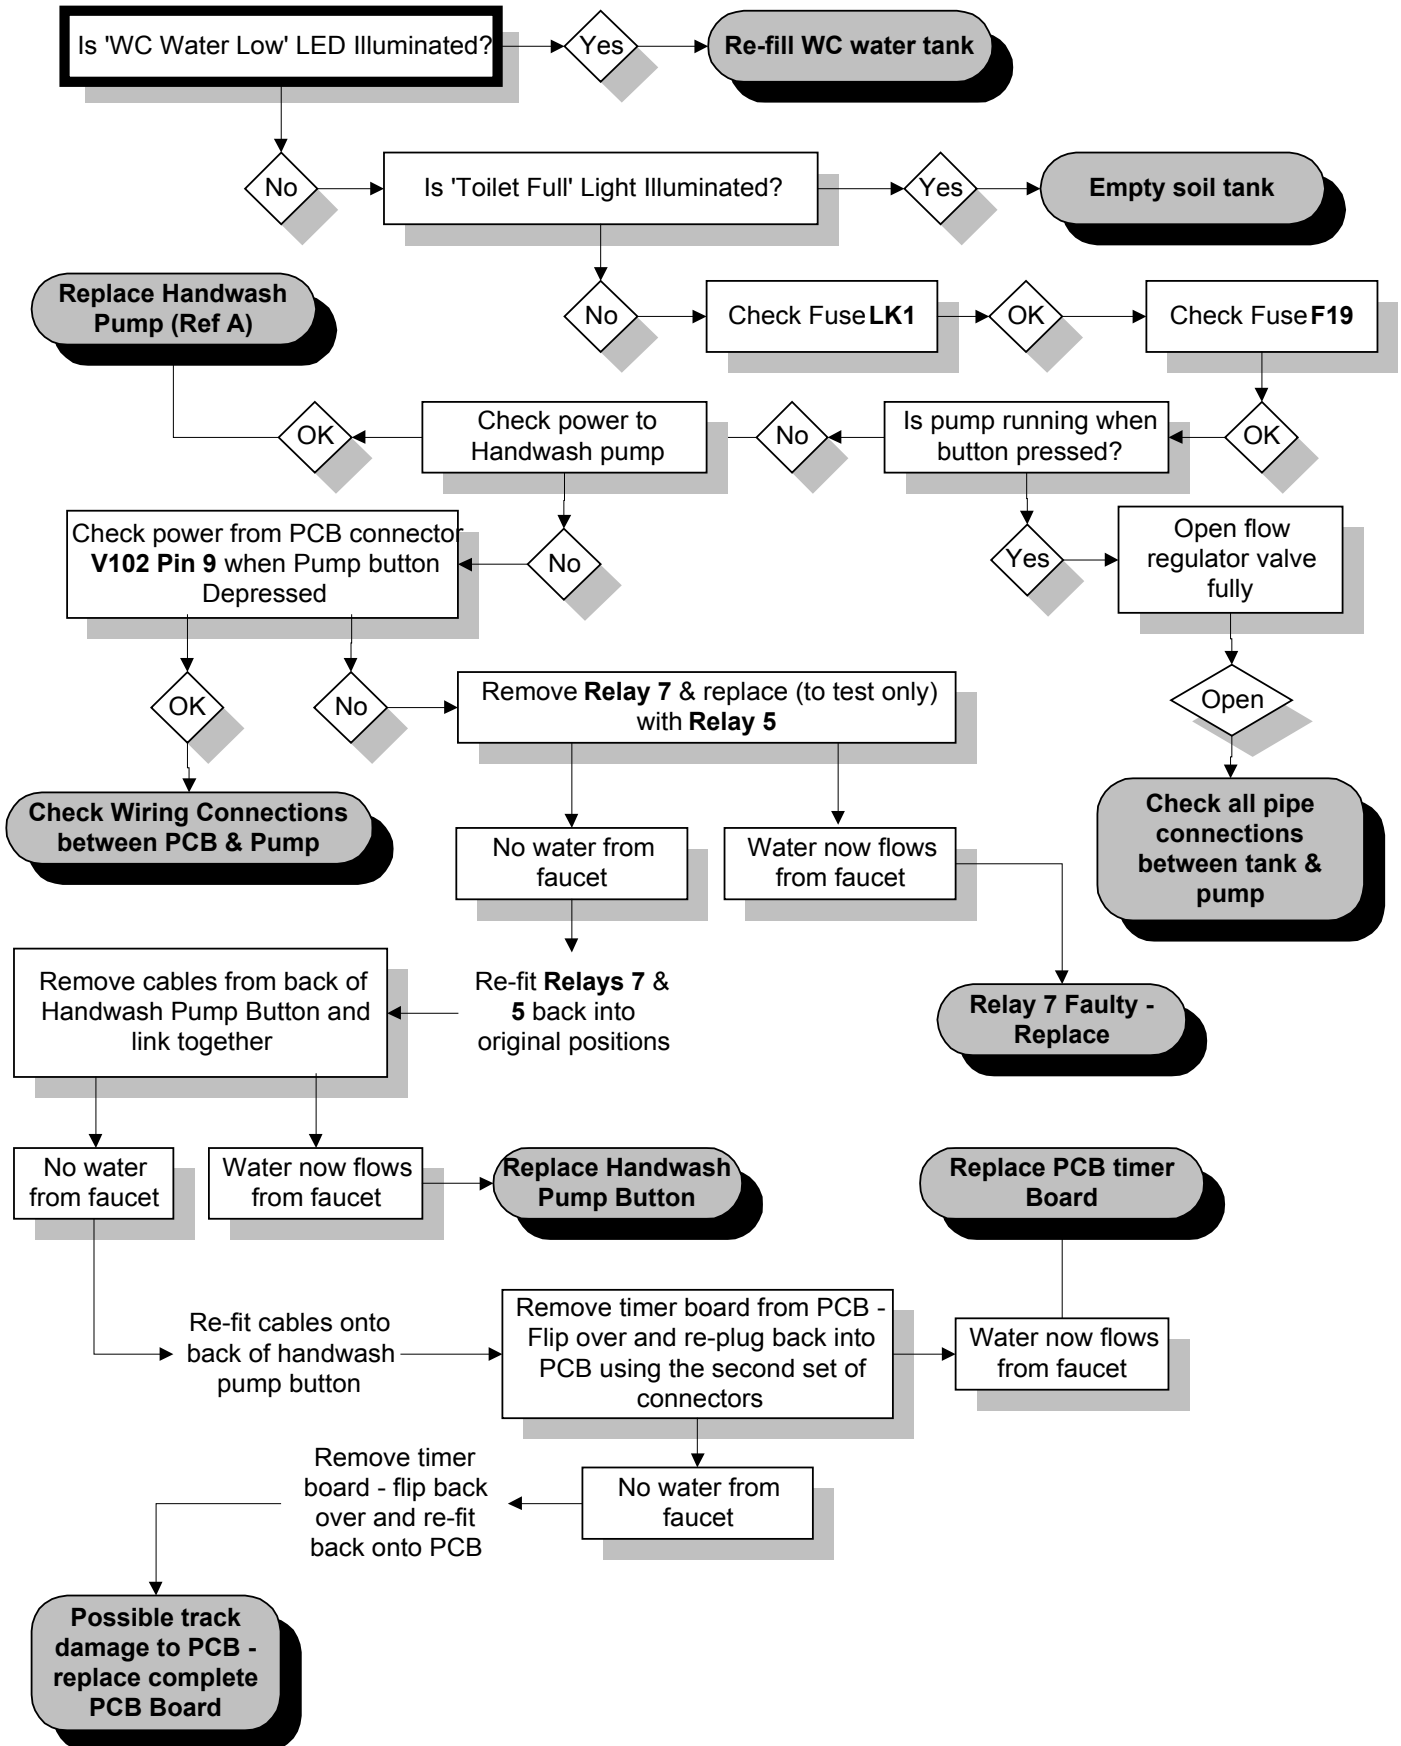 Is 'WC Water Low' LED Illuminated?
Yes
Re-fill WC water tank
No
Is 'Toilet Full' Light Illuminated?
Yes
Empty soil tank
Replace Handwash
Pump (Ref A)
No
Check Fuse LK1
OK
Check Fuse F19
OK
Check power to
Handwash pump
No
Is pump running when
button pressed?
OK
Check power from PCB connector
V102 Pin 9 when Pump button
Depressed
No
Yes
Open flow
regulator valve
fully
OK
No
Remove Relay 7 & replace (to test only)
with Relay 5
Open
Check Wiring Connections
between PCB & Pump
No water from
faucet
Water now flows
from faucet
Check all pipe
connections
between tank &
pump
Remove cables from back of
Handwash Pump Button and
link together
Re-fit Relays 7 &
5 back into
original positions
Relay 7 Faulty -
Replace
No water
from faucet
Water now flows
from faucet
Replace Handwash
Pump Button
Replace PCB timer
Board
Re-fit cables onto
back of handwash
pump button
Remove timer board from PCB -
Flip over and re-plug back into
PCB using the second set of
connectors
Water now flows
from faucet
Remove timer
board - flip back
over and re-fit
back onto PCB
No water from
faucet
Possible track
damage to PCB -
replace complete
PCB Board